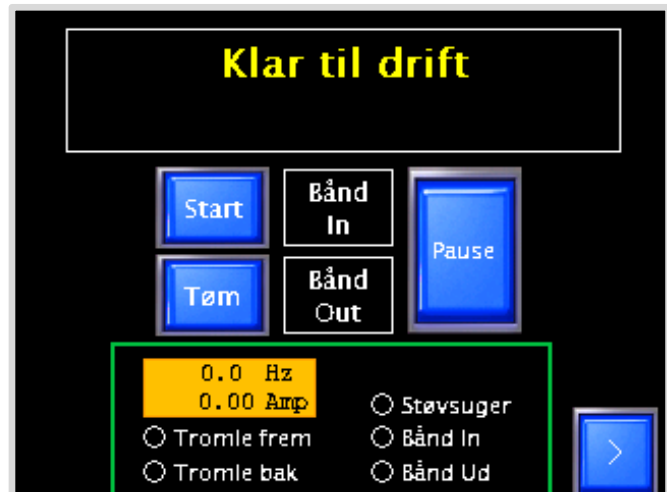 Klar til drift
Start
Bånd
In
Pause
Tøm
Bånd
Out
0.0 Hz
0.00 Amp
Støvsuger
Tromle frem
Bånd In
Tromle bak
Bånd Ud
>